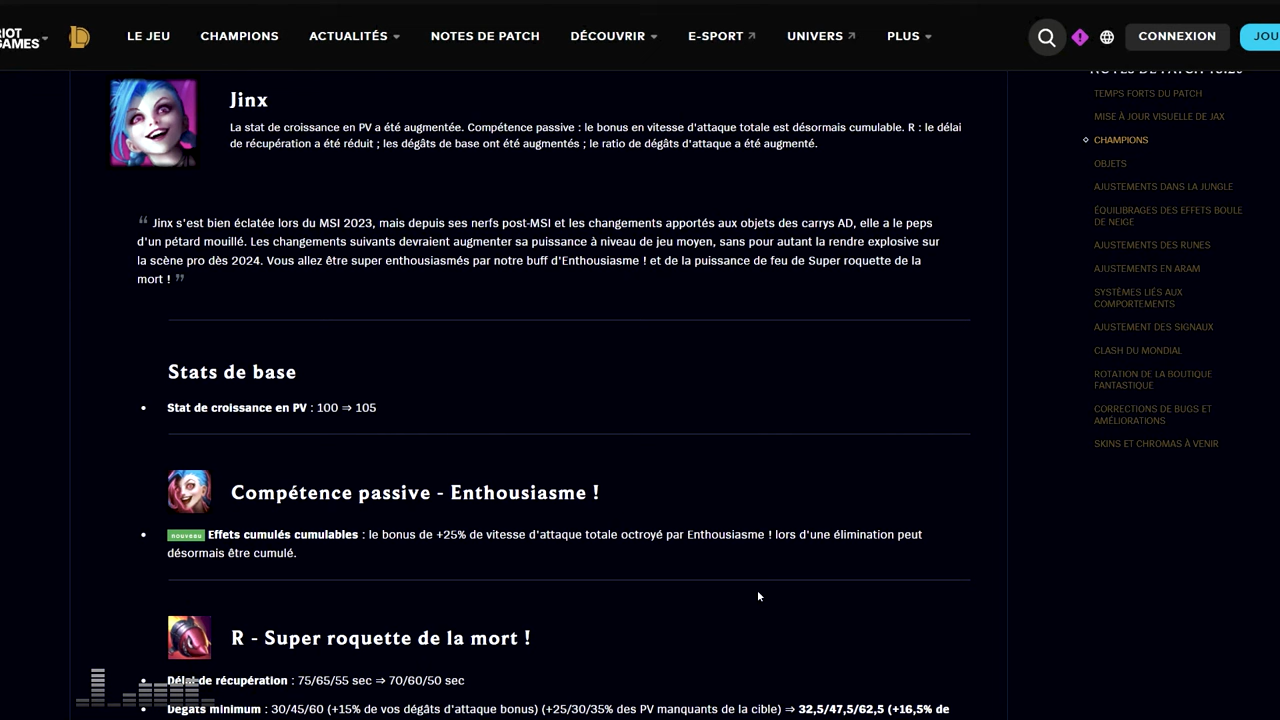 RIOT
GAMES
LE JEU
CHAMPIONS
ACTUALITÉS
NOTES DE PATCH
DÉCOUVRIR
E-SPORT
UNIVERS
PLUS
CONNEXION
JOU
Jinx
La stat de croissance en PV a été augmentée. Compétence passive : le bonus en vitesse d'attaque totale est désormais cumulable. R : le délai
de récupération a été réduit ; les dégâts de base ont été augmentés ; le ratio de dégâts d'attaque a été augmenté.
“ Jinx s'est bien éclatée lors du MSI 2023, mais depuis ses nerfs post-MSI et les changements apportés aux objets des carrys AD, elle a le peps
d'un pétard mouillé. Les changements suivants devraient augmenter sa puissance à niveau de jeu moyen, sans pour autant la rendre explosive sur
la scène pro dès 2024. Vous allez être super enthousiasmés par notre buff d'Enthousiasme ! et de la puissance de feu de Super roquette de la
mort ! ”
Stats de base
• Stat de croissance en PV : 100 ⇒ 105
Compétence passive - Enthousiasme !
• NOUVEAU Effets cumulés cumulables : le bonus de +25% de vitesse d'attaque totale octroyé par Enthousiasme ! lors d'une élimination peut
désormais être cumulé.
R - Super roquette de la mort !
• Délai de récupération : 75/65/55 sec ⇒ 70/60/50 sec
• Dégâts minimum : 30/45/60 (+15% de vos dégâts d'attaque bonus) (+25/30/35% des PV manquants de la cible) ⇒ 32,5/47,5/62,5 (+16,5% de
NOTES DE PATCH
TEMPS FORTS DU PATCH
MISE À JOUR VISUELLE DE JAX
CHAMPIONS
OBJETS
AJUSTEMENTS DANS LA JUNGLE
ÉQUILIBRAGES DES EFFETS BOULE
DE NEIGE
AJUSTEMENTS DES RUNES
AJUSTEMENTS EN ARAM
SYSTÈMES LIÉS AUX
COMPORTEMENTS
AJUSTEMENT DES SIGNAUX
CLASH DU MONDIAL
ROTATION DE LA BOUTIQUE
FANTASTIQUE
CORRECTIONS DE BUGS ET
AMÉLIORATIONS
SKINS ET CHROMAS À VENIR